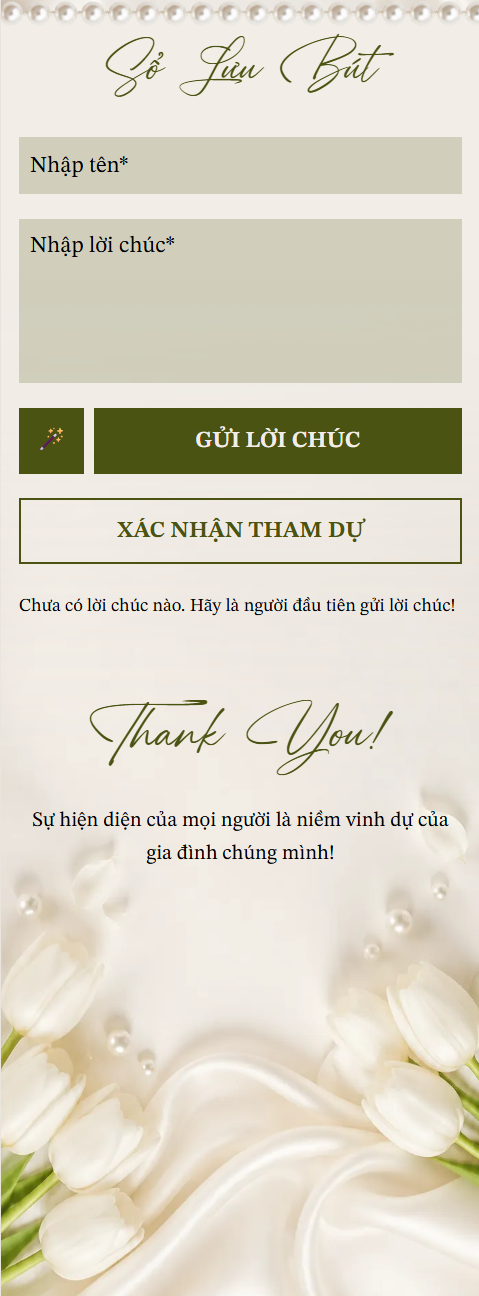 Sổ Lưu Bút
Nhập tên*
Nhập lời chúc*
GỬI LỜI CHÚC
XÁC NHẬN THAM DỰ
Chưa có lời chúc nào. Hãy là người đầu tiên gửi lời chúc!
Thank You!
Sự hiện diện của mọi người là niềm vinh dự của
gia đình chúng mình!